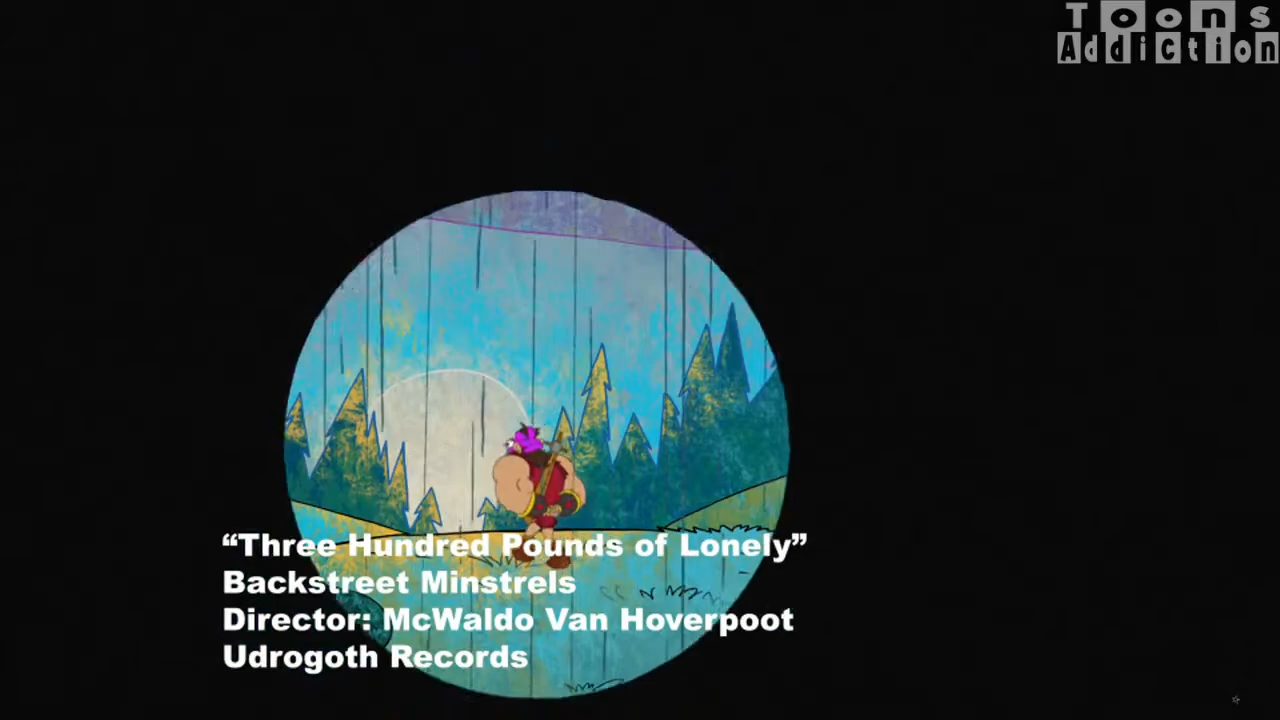 Toons
Addiction
“Three Hundred Pounds of Lonely”
Backstreet Minstrels
Director: McWaldo Van Hoverpoot
Udrogoth Records